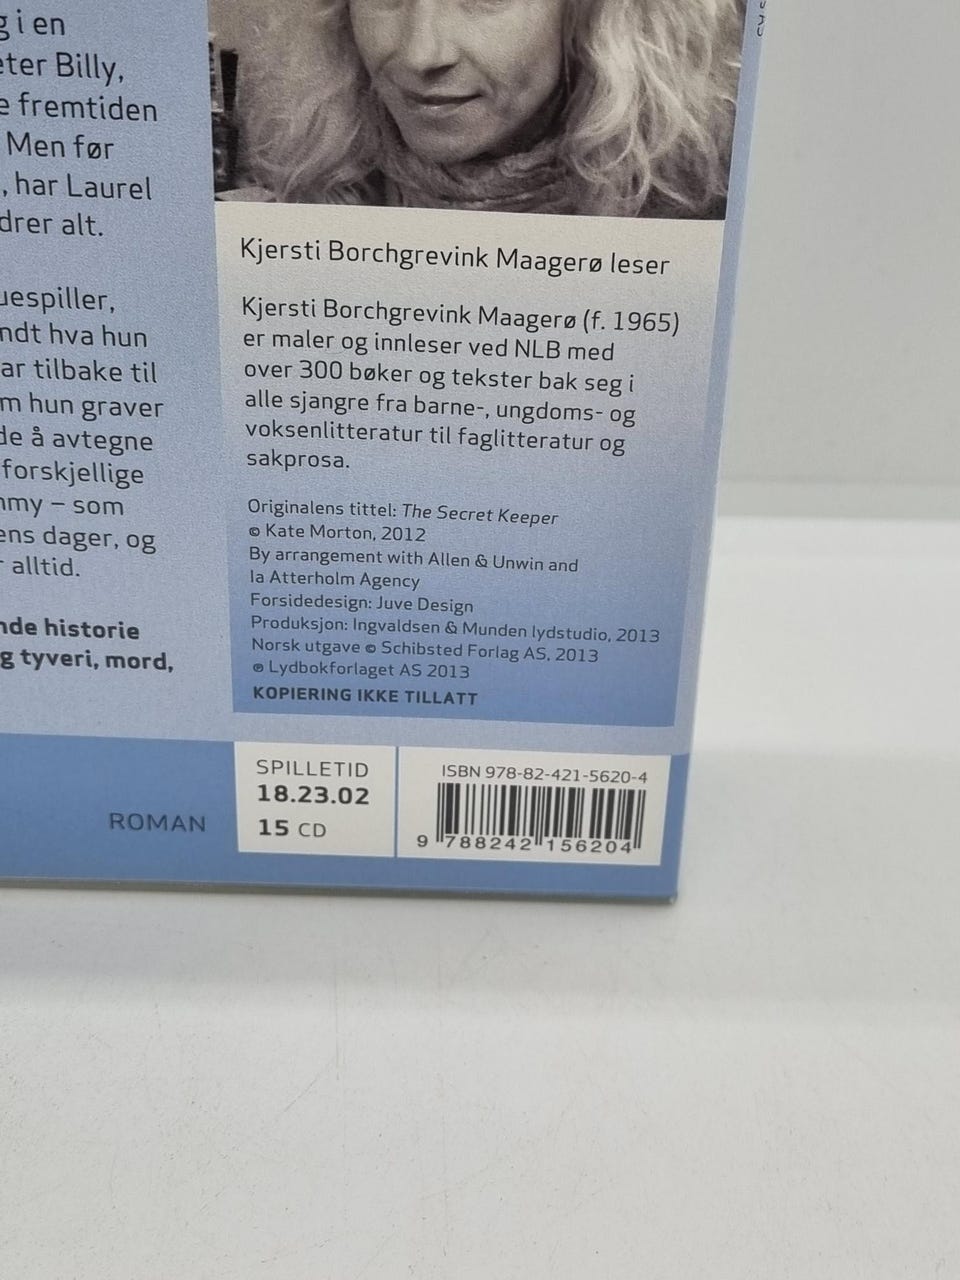 g i en
eter Billy,
e fremtiden
Men før
, har Laurel
drer alt.
uespiller,
ndt hva hun
ar tilbake til
m hun graver
de å avtegne
forskjellige
mmy – som
ens dager, og
r alltid.
nde historie
g tyveri, mord,
Kjersti Borchgrevink Maagerø leser
Kjersti Borchgrevink Maagerø (f. 1965)
er maler og innleser ved NLB med
over 300 bøker og tekster bak seg i
alle sjangre fra barne-, ungdoms- og
voksenlitteratur til faglitteratur og
sakprosa.
Originalens tittel: The Secret Keeper
© Kate Morton, 2012
By arrangement with Allen & Unwin and
Ia Atterholm Agency
Forsidedesign: Juve Design
Produksjon: Ingvaldsen & Munden lydstudio, 2013
Norsk utgave © Schibsted Forlag AS, 2013
℗ Lydbokforlaget AS 2013
KOPIERING IKKE TILLATT
ROMAN
SPILLETID
18.23.02
15 CD
ISBN 978-82-421-5620-4
9 788242 156204